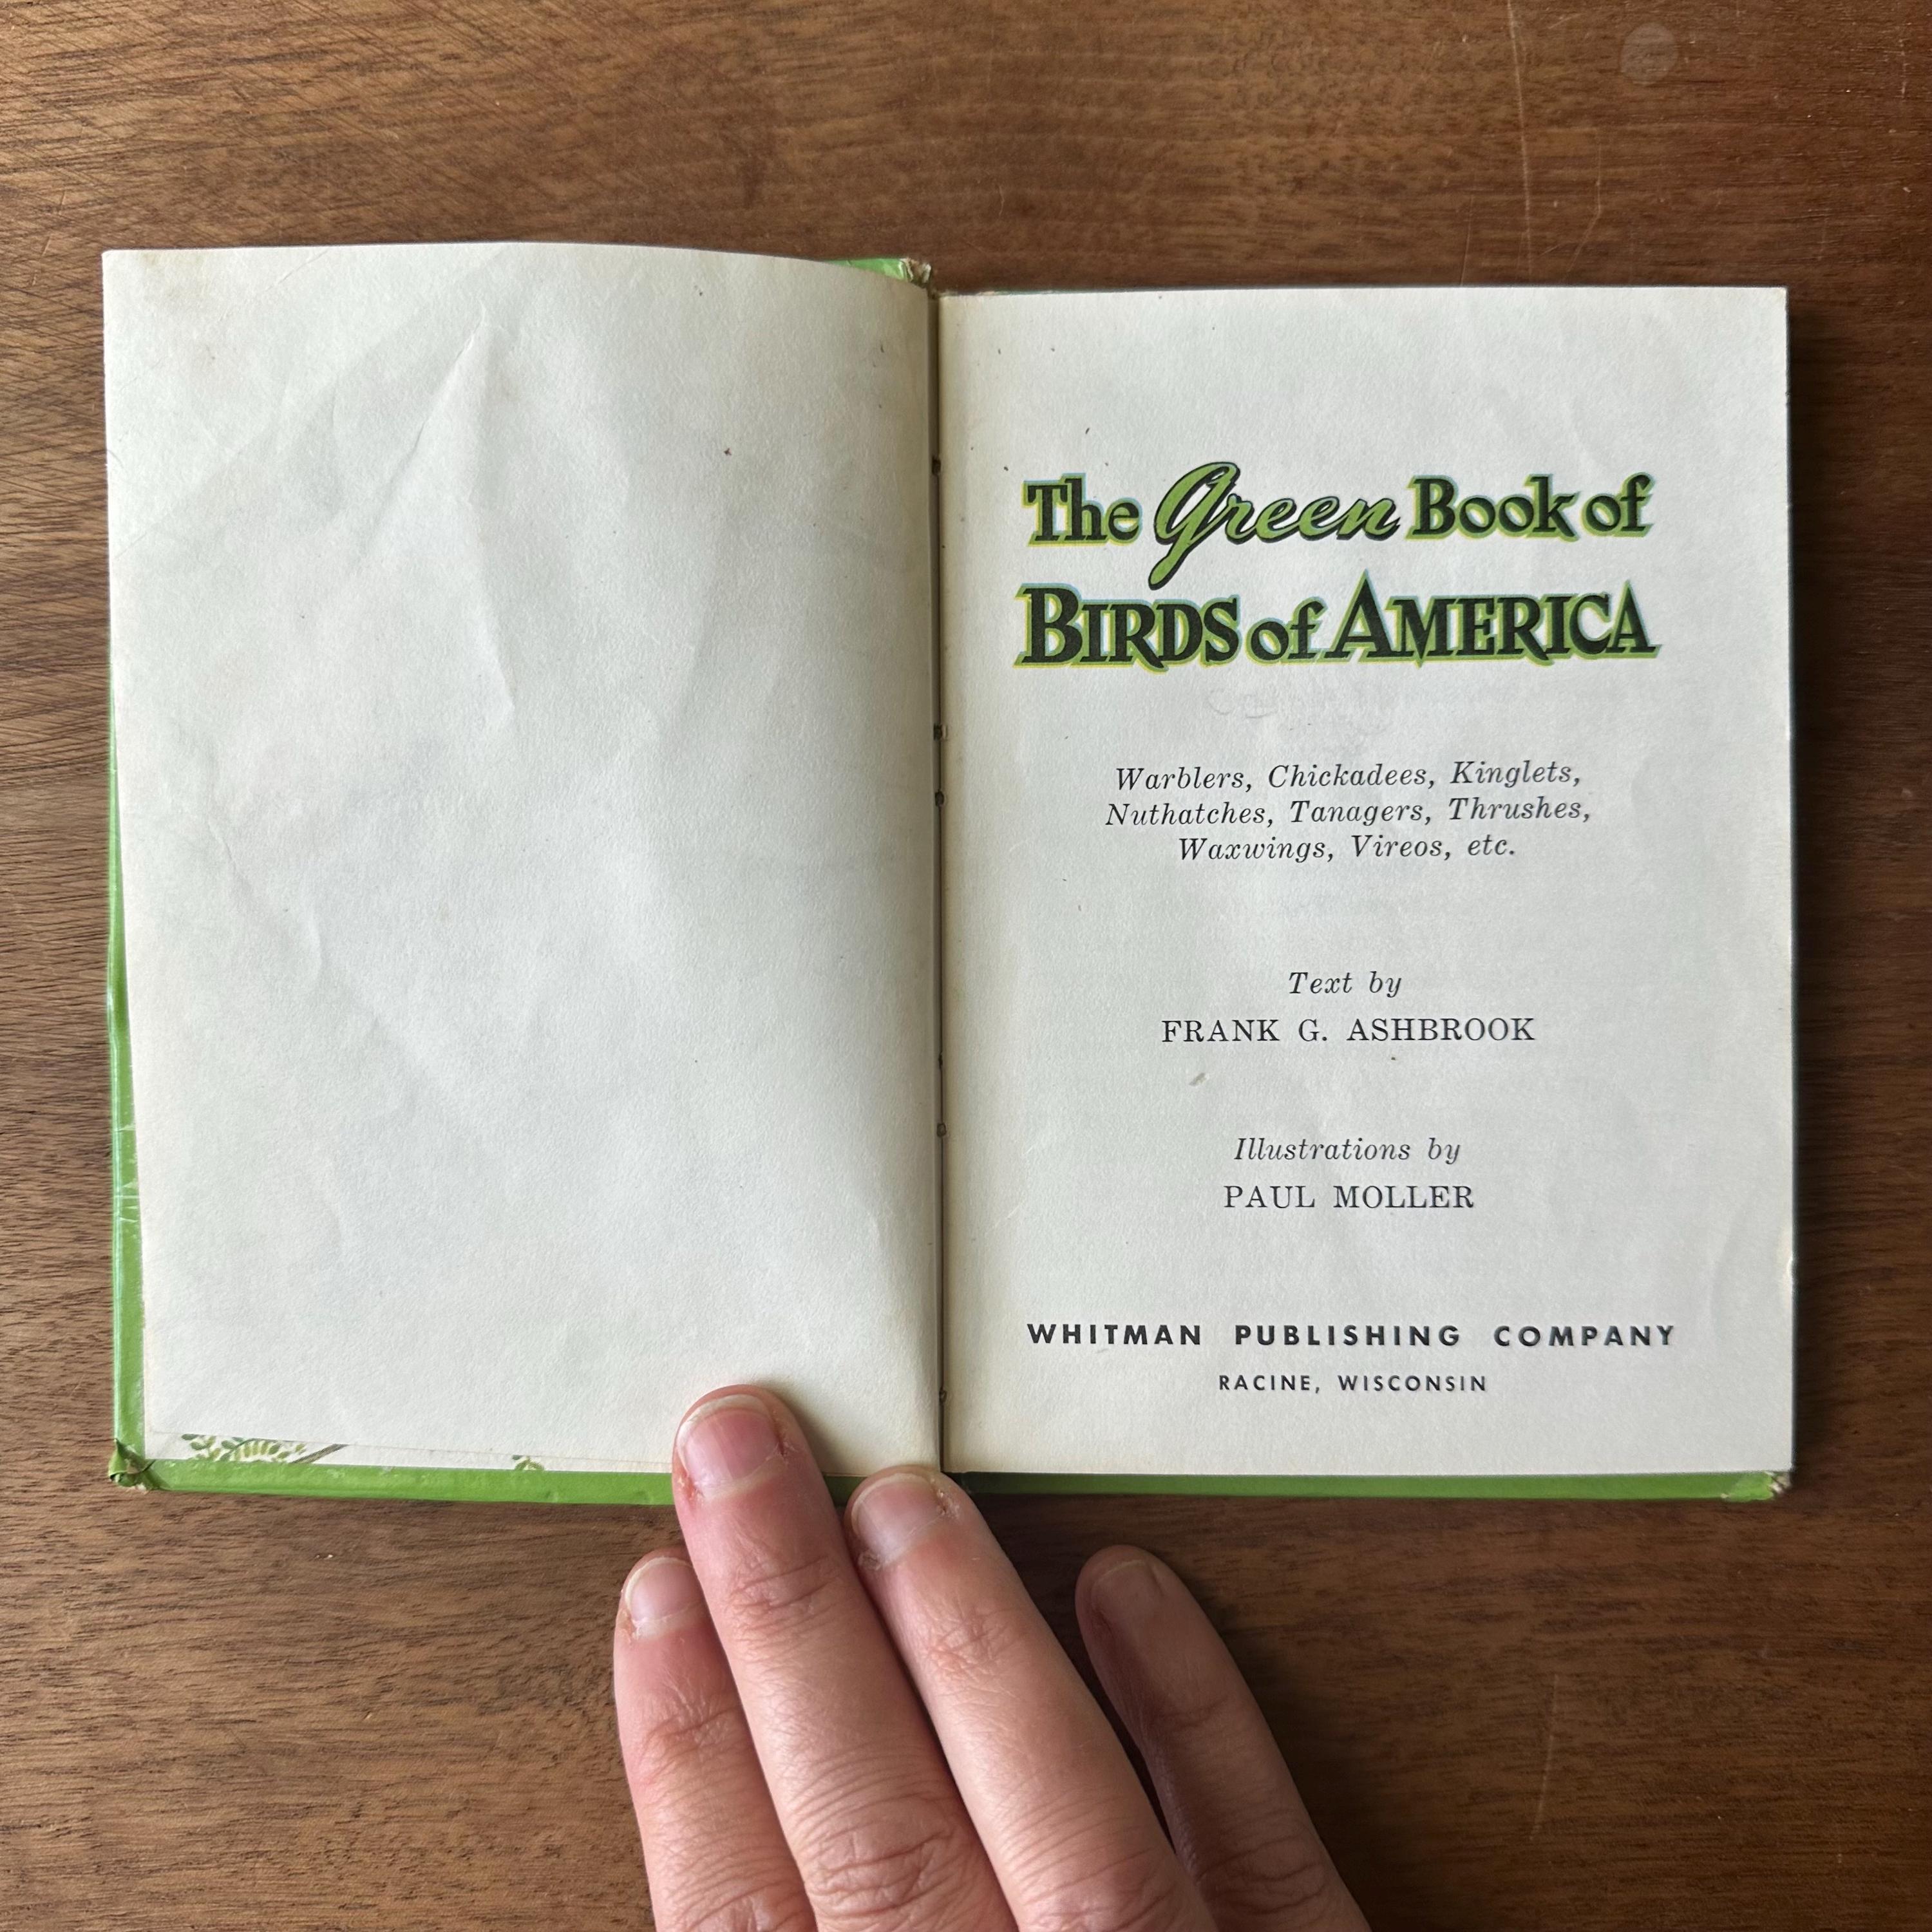 The Green Book of
BIRDS of AMERICA
Warblers, Chickadees, Kinglets,
Nuthatches, Tanagers, Thrushes,
Waxwings, Vireos, etc.
Text by
FRANK G. ASHBROOK
Illustrations by
PAUL MOLLER
WHITMAN PUBLISHING COMPANY
RACINE, WISCONSIN